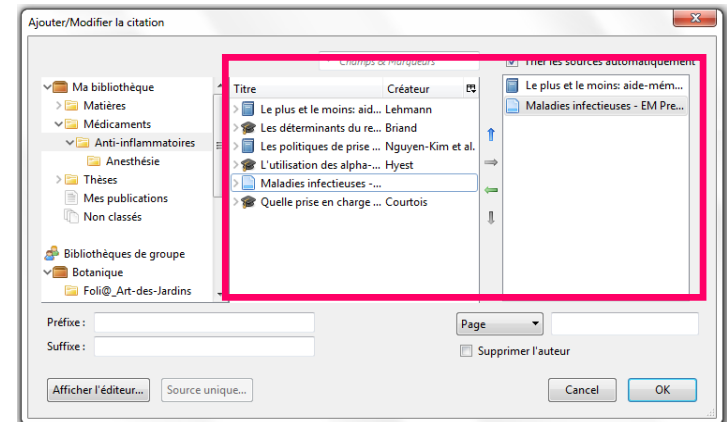 Ajouter/Modifier la citation
Champs & Marqueurs
Trier les sources automatiquement
Ma bibliothèque
Matières
Médicaments
Anti-inflammatoires
Anesthésie
Thèses
Mes publications
Non classés
Bibliothèques de groupe
Botanique
Foli@_Art-des-Jardins
Titre Créateur
Le plus et le moins: aid... Lehmann
Les déterminants du re... Briand
Les politiques de prise ... Nguyen-Kim et al.
L'utilisation des alpha-... Hyest
Maladies infectieuses -...
Quelle prise en charge ... Courtois
Le plus et le moins: aide-mém...
Maladies infectieuses - EM Pre...
Préfixe :
Page
Suffixe :
Supprimer l'auteur
Afficher l'éditeur... Source unique... Cancel OK